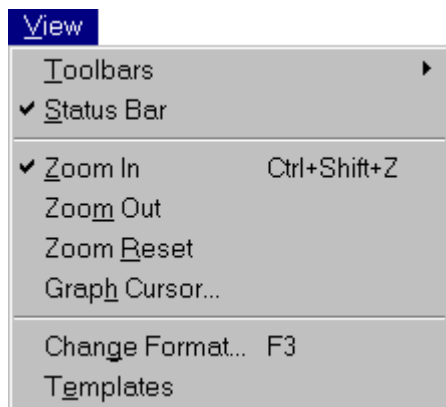 View
Toolbars
Status Bar
Zoom In Ctrl+Shift+Z
Zoom Out
Zoom Reset
Graph Cursor...
Change Format... F3
Templates